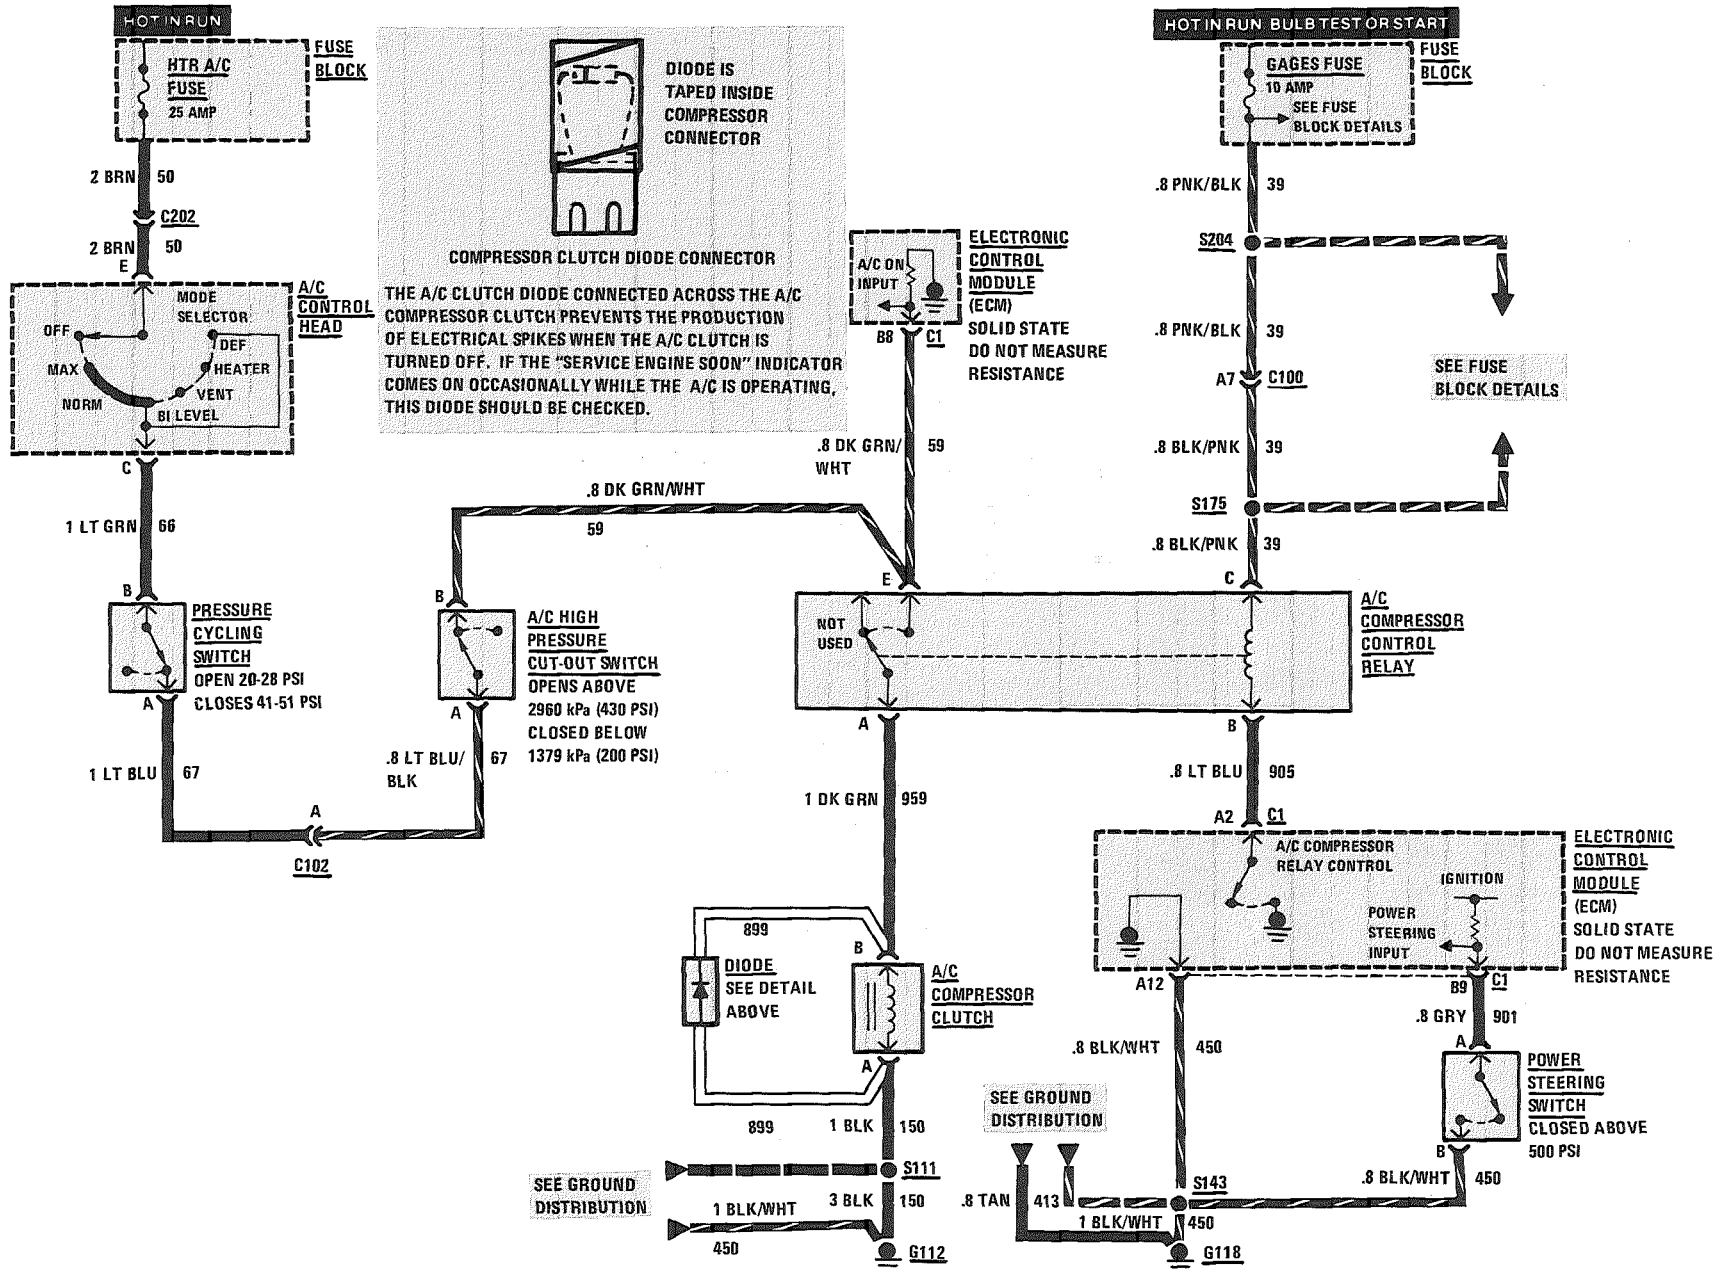 HOT IN RUN
FUSE
BLOCK
HTR A/C
FUSE
25 AMP
2 BRN 50
C202
2 BRN 50
E
A/C
CONTROL
HEAD
MODE
SELECTOR
OFF
MAX
NORM
BI LEVEL
VENT
HEATER
DEF
C
1 LT GRN 66
B
PRESSURE
CYCLING
SWITCH
OPEN 20-28 PSI
CLOSES 41-51 PSI
A
1 LT BLU 67
A
C102
.8 LT BLU/
BLK
67
A
B
A/C HIGH
PRESSURE
CUT-OUT SWITCH
OPENS ABOVE
2960 kPa (430 PSI)
CLOSED BELOW
1379 kPa (200 PSI)
.8 DK GRN/WHT
59
DIODE IS
TAPED INSIDE
COMPRESSOR
CONNECTOR
COMPRESSOR CLUTCH DIODE CONNECTOR
THE A/C CLUTCH DIODE CONNECTED ACROSS THE A/C
COMPRESSOR CLUTCH PREVENTS THE PRODUCTION
OF ELECTRICAL SPIKES WHEN THE A/C CLUTCH IS
TURNED OFF. IF THE "SERVICE ENGINE SOON" INDICATOR
COMES ON OCCASIONALLY WHILE THE A/C IS OPERATING,
THIS DIODE SHOULD BE CHECKED.
A/C ON
INPUT
ELECTRONIC
CONTROL
MODULE
(ECM)
SOLID STATE
DO NOT MEASURE
RESISTANCE
B8 C1
.8 DK GRN/
WHT
59
E
HOT IN RUN BULB TEST OR START
FUSE
BLOCK
GAGES FUSE
10 AMP
SEE FUSE
BLOCK DETAILS
.8 PNK/BLK 39
S204
.8 PNK/BLK 39
A7 C100
SEE FUSE
BLOCK DETAILS
.8 BLK/PNK 39
S175
.8 BLK/PNK 39
C
NOT
USED
A/C
COMPRESSOR
CONTROL
RELAY
A
B
1 DK GRN 959
.8 LT BLU 905
A2 C1
A/C COMPRESSOR
RELAY CONTROL
IGNITION
POWER
STEERING
INPUT
ELECTRONIC
CONTROL
MODULE
(ECM)
SOLID STATE
DO NOT MEASURE
RESISTANCE
A12
B9 C1
899
B
DIODE
SEE DETAIL
ABOVE
A/C
COMPRESSOR
CLUTCH
A
899
1 BLK 150
S111
SEE GROUND
DISTRIBUTION
3 BLK 150
1 BLK/WHT
450
G112
.8 BLK/WHT 450
.8 GRY 901
A
POWER
STEERING
SWITCH
CLOSED ABOVE
500 PSI
B
.8 BLK/WHT 450
SEE GROUND
DISTRIBUTION
.8 TAN 413
S143
1 BLK/WHT 450
G118